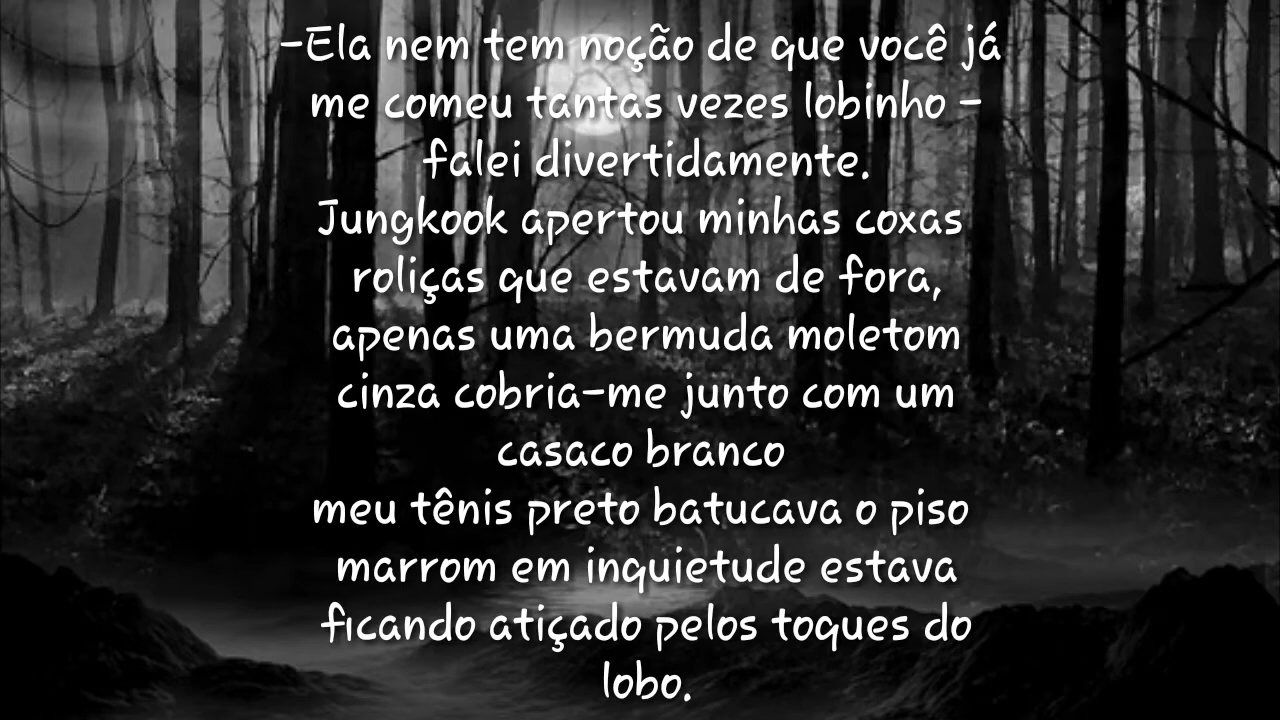 -Ela nem tem noção de que você já
me comeu tantas vezes lobinho -
falei divertidamente.
Jungkook apertou minhas coxas
roliças que estavam de fora,
apenas uma bermuda moletom
cinza cobria-me junto com um
casaco branco
meu tênis preto batucava o piso
marrom em inquietude estava
ficando atiçado pelos toques do
lobo.